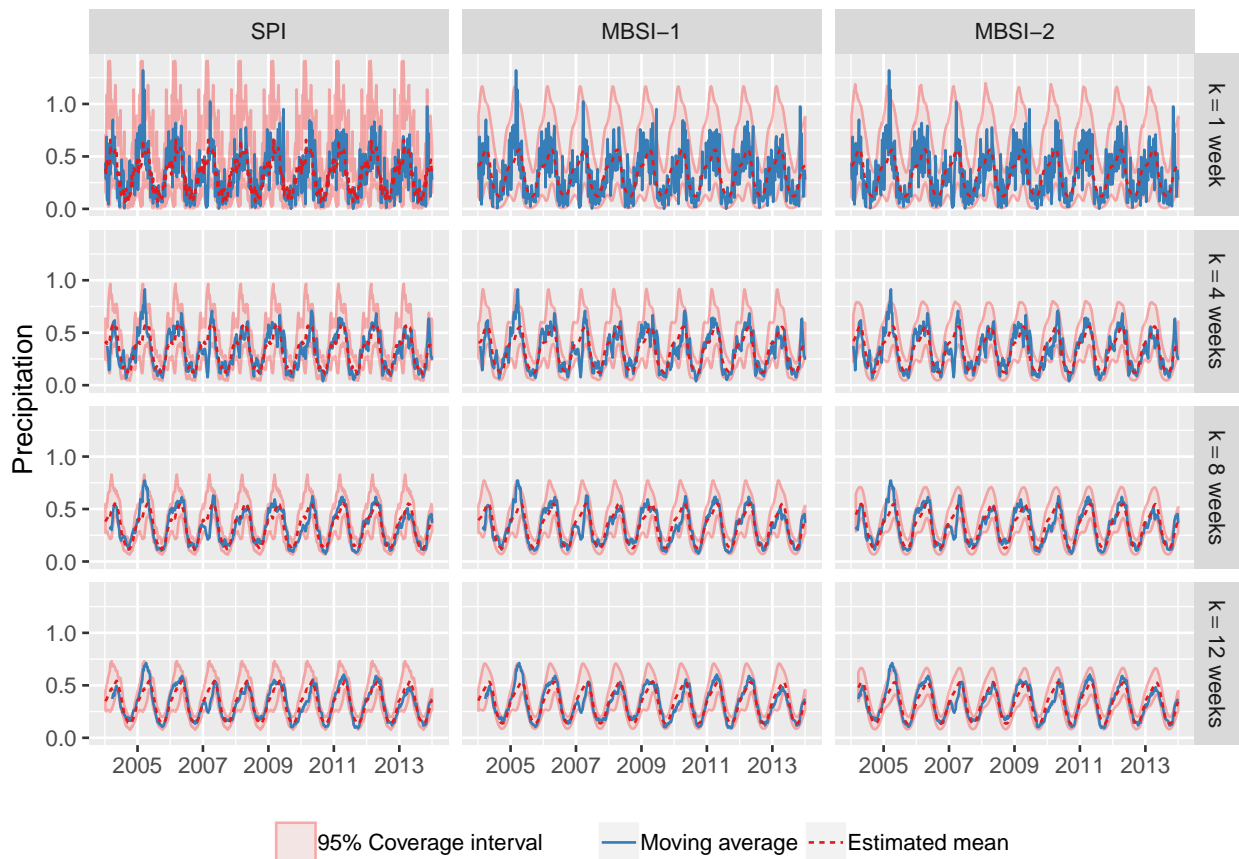 SPI MBSI−1 MBSI−2
Precipitation
1.0
0.5
0.0
k = 1 week
1.0
0.5
0.0
k = 4 weeks
1.0
0.5
0.0
k = 8 weeks
1.0
0.5
0.0
k = 12 weeks
2005 2007 2009 2011 2013 2005 2007 2009 2011 2013 2005 2007 2009 2011 2013
95% Coverage interval Moving average Estimated mean